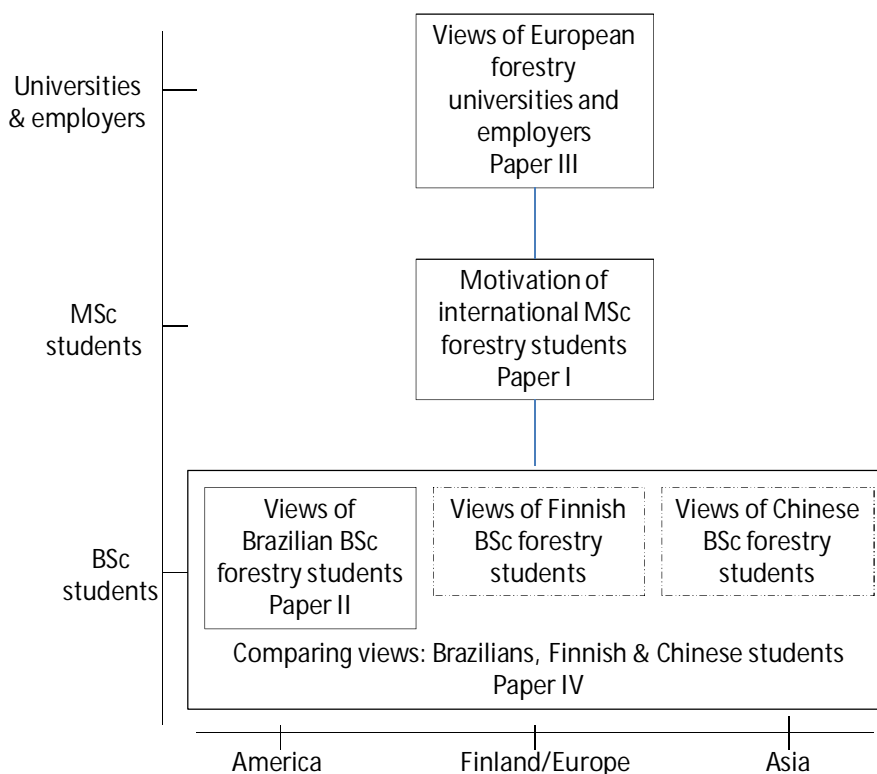 Views of European
forestry
universities and
employers
Paper III
Universities
& employers
Motivation of
international MSc
forestry students
Paper I
MSc
students
Views of
Brazilian BSc
forestry students
Paper II
Views of Finnish
BSc forestry
students
Views of Chinese
BSc forestry
students
BSc
students
Comparing views: Brazilians, Finnish & Chinese students
Paper IV
America
Finland/Europe
Asia